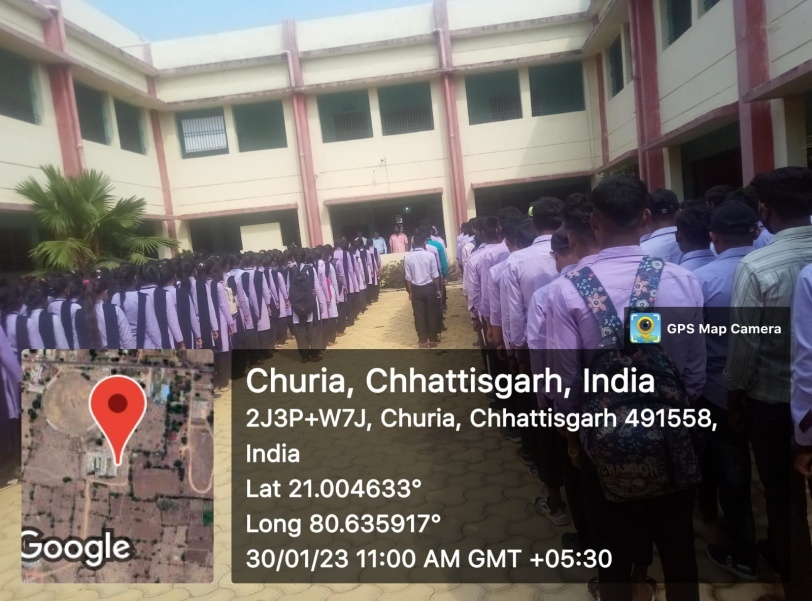 GPS Map Camera
Churia, Chhattisgarh, India
2J3P+W7J, Churia, Chhattisgarh 491558,
India
Lat 21.004633°
Long 80.635917°
30/01/23 11:00 AM GMT +05:30
Google
CHAMPION